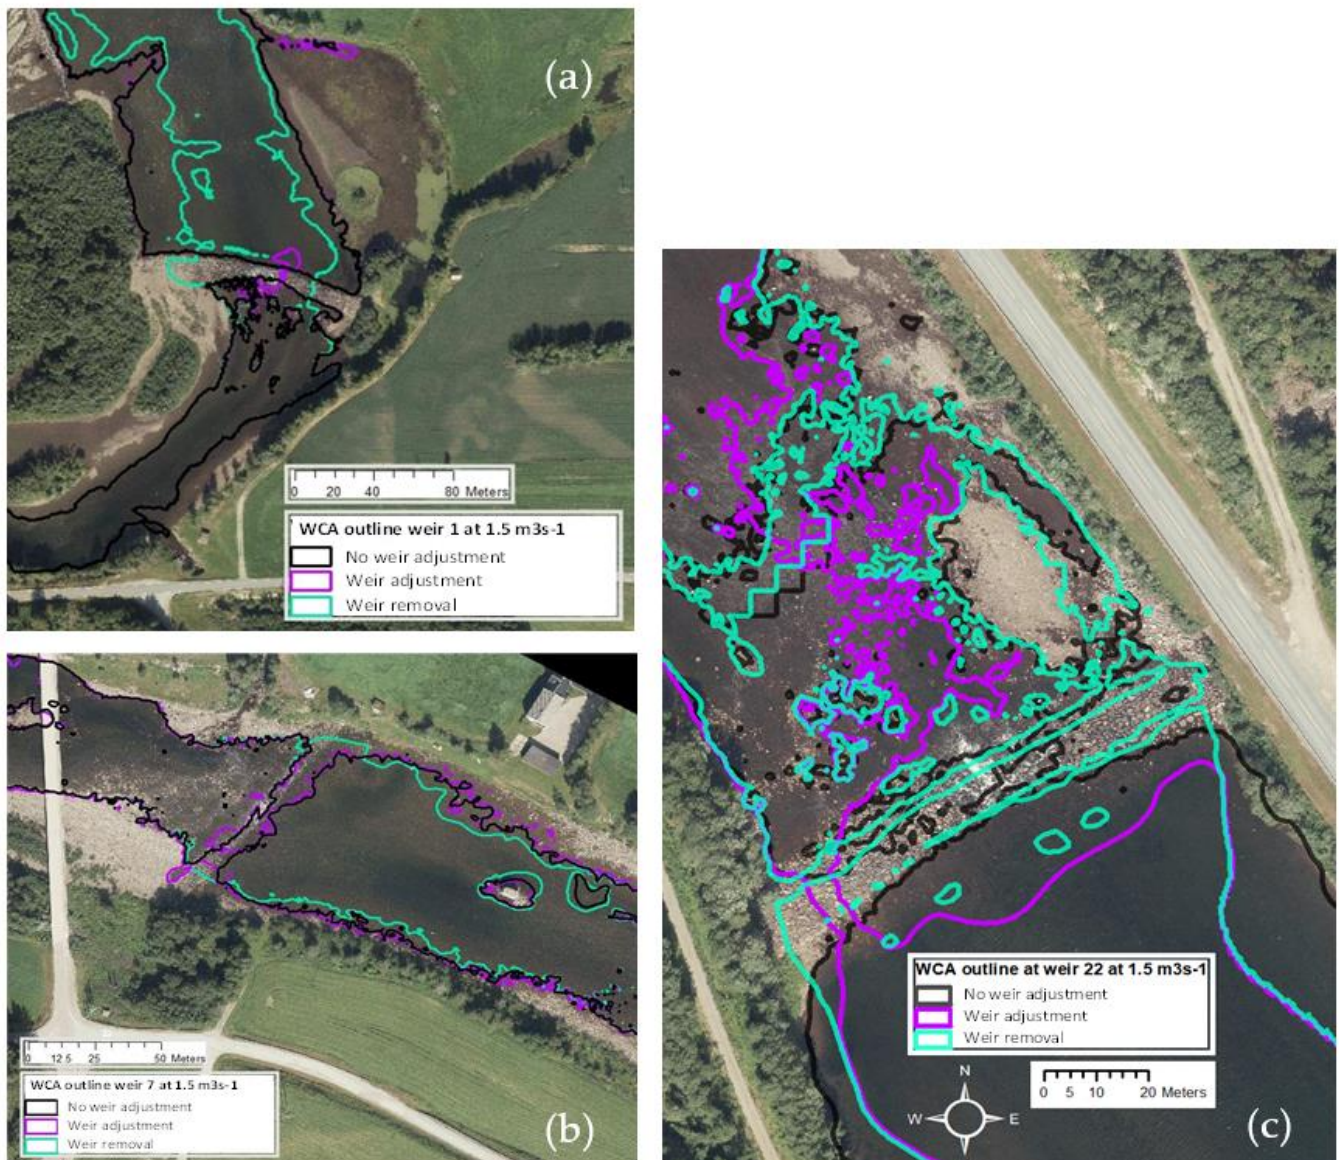 (a)
0 20 40 80 Meters
WCA outline weir 1 at 1.5 m3s-1
No weir adjustment
Weir adjustment
Weir removal
0 12.5 25 50 Meters
WCA outline weir 7 at 1.5 m3s-1
No weir adjustment
Weir adjustment
Weir removal
(b)
WCA outline at weir 22 at 1.5 m3s-1
No weir adjustment
Weir adjustment
Weir removal
N
W E
S
0 5 10 20 Meters
(c)